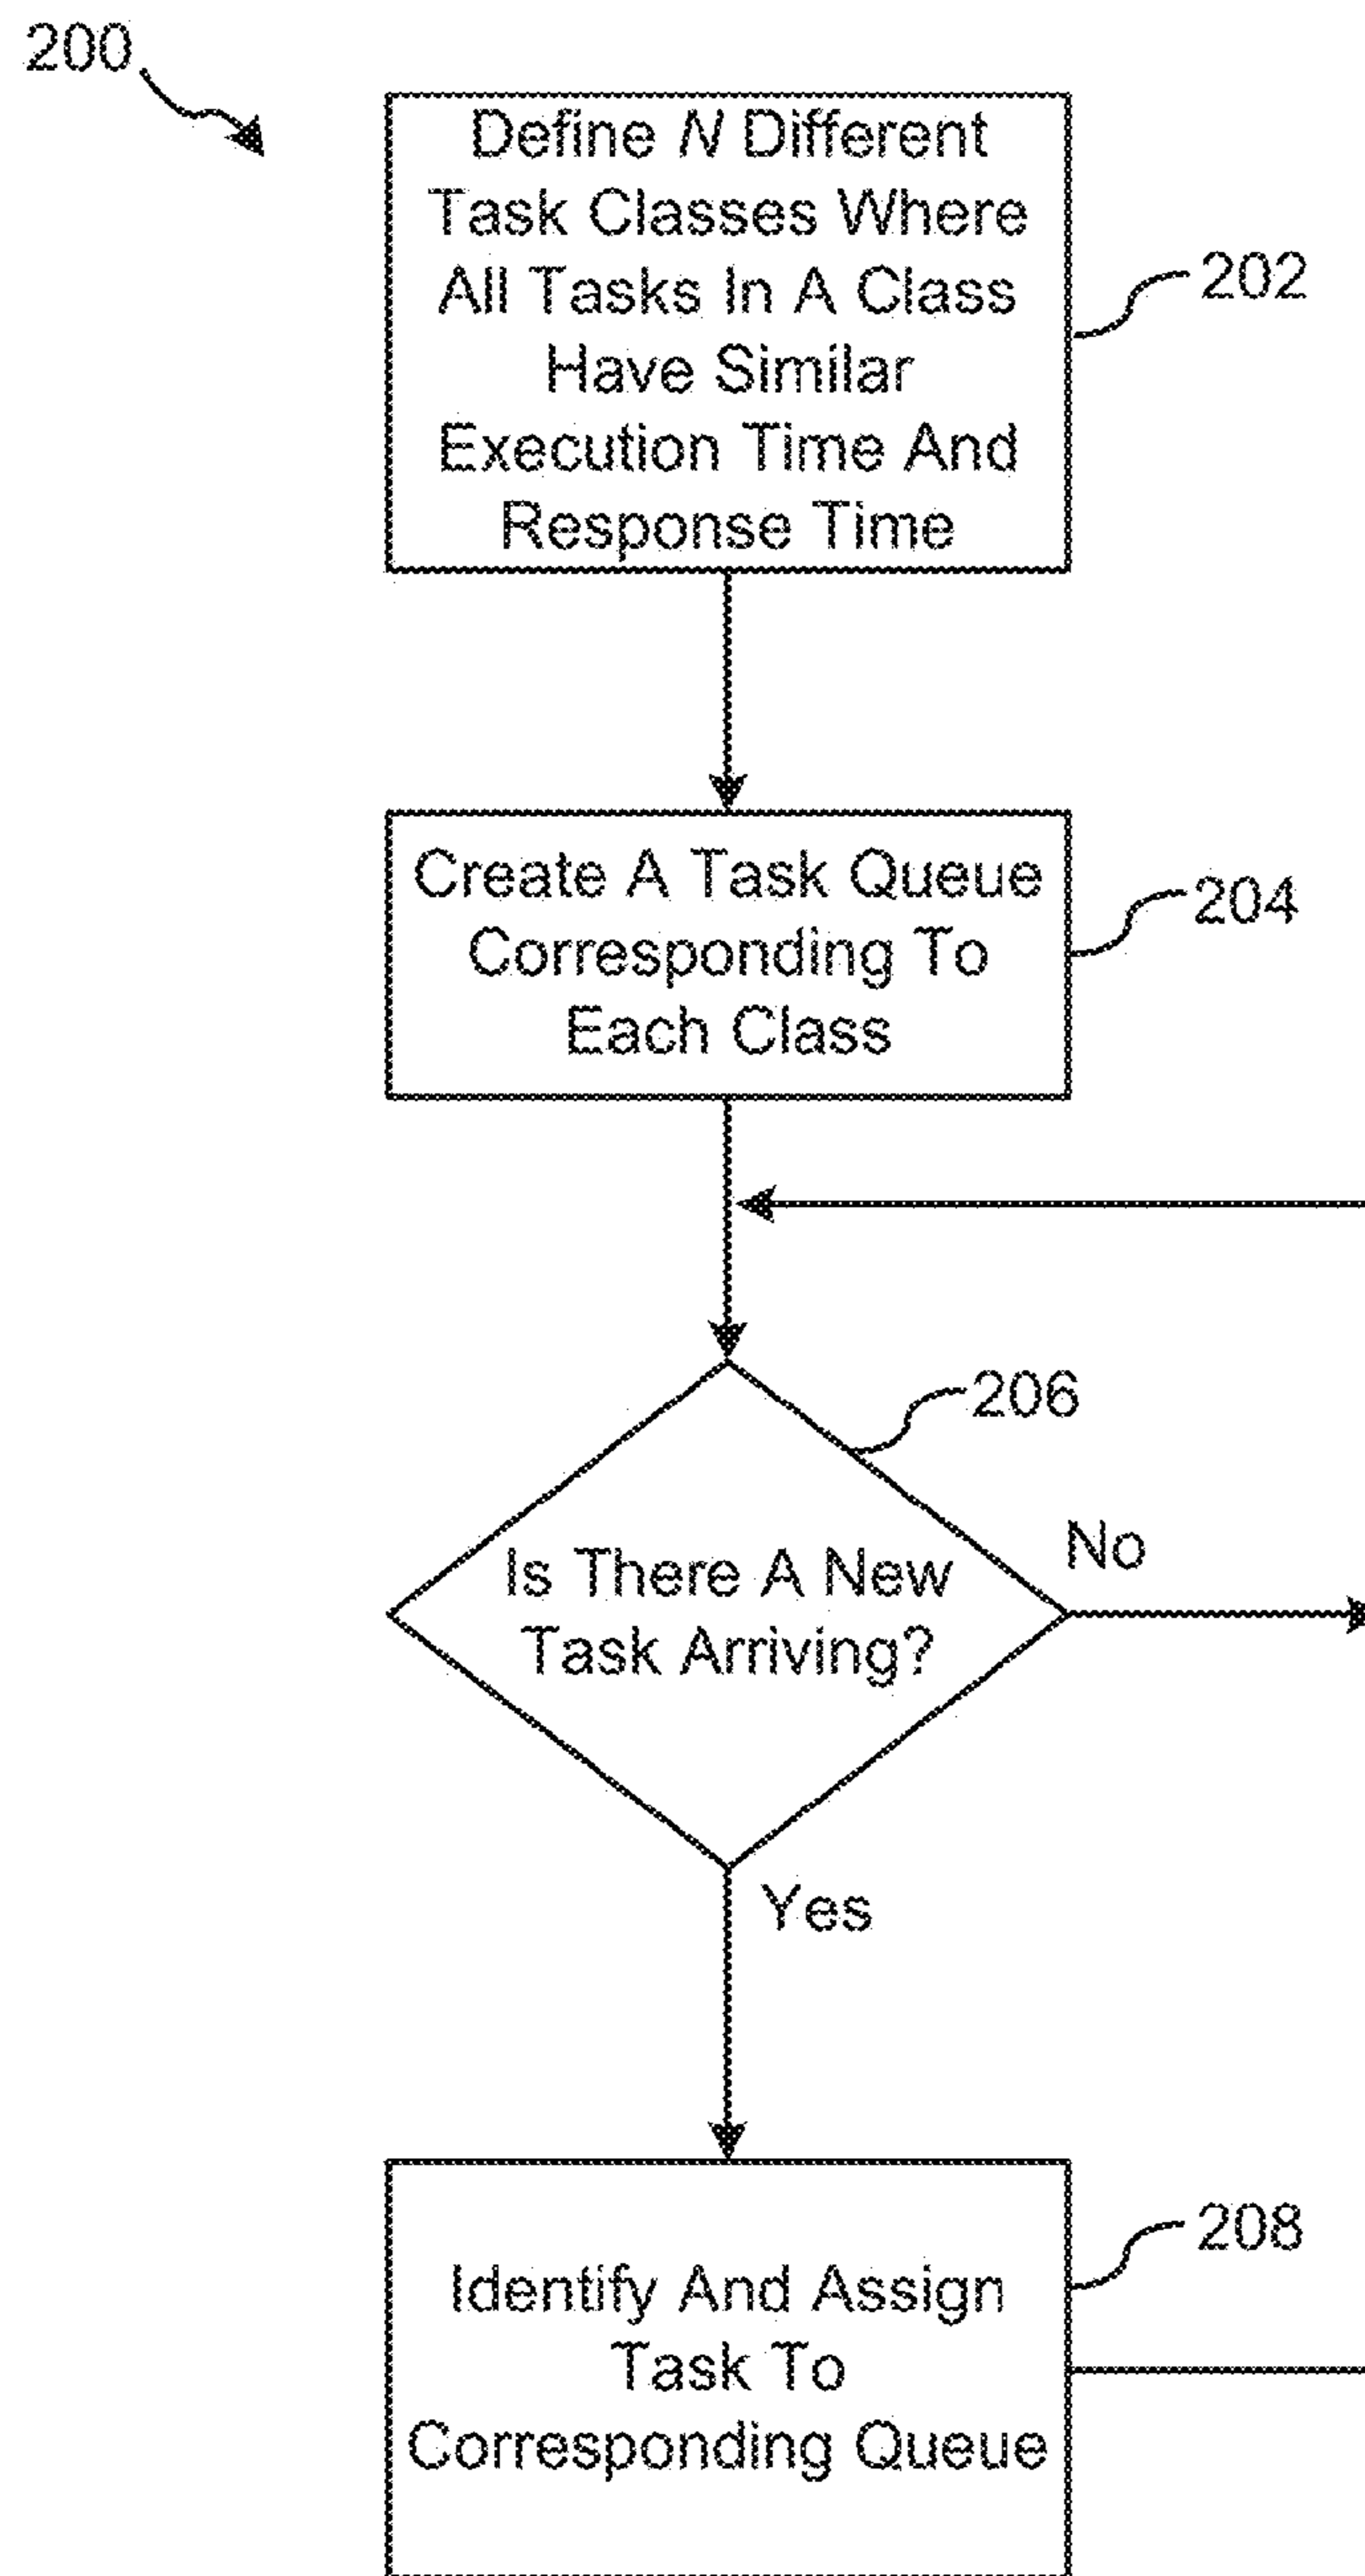 200
Define N Different
Task Classes Where
All Tasks In A Class
Have Similar
Execution Time And
Response Time
202
Create A Task Queue
Corresponding To
Each Class
204
206
Is There A New
Task Arriving?
No
Yes
208
Identify And Assign
Task To
Corresponding Queue